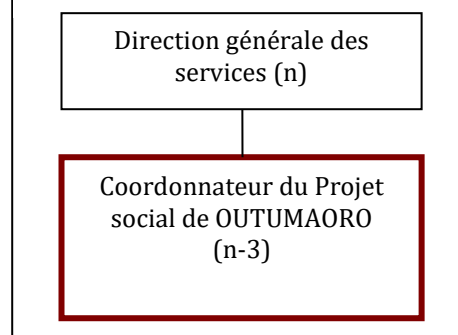 Direction générale des
services (n)
Coordonnateur du Projet
social de OUTUMAORO
(n-3)